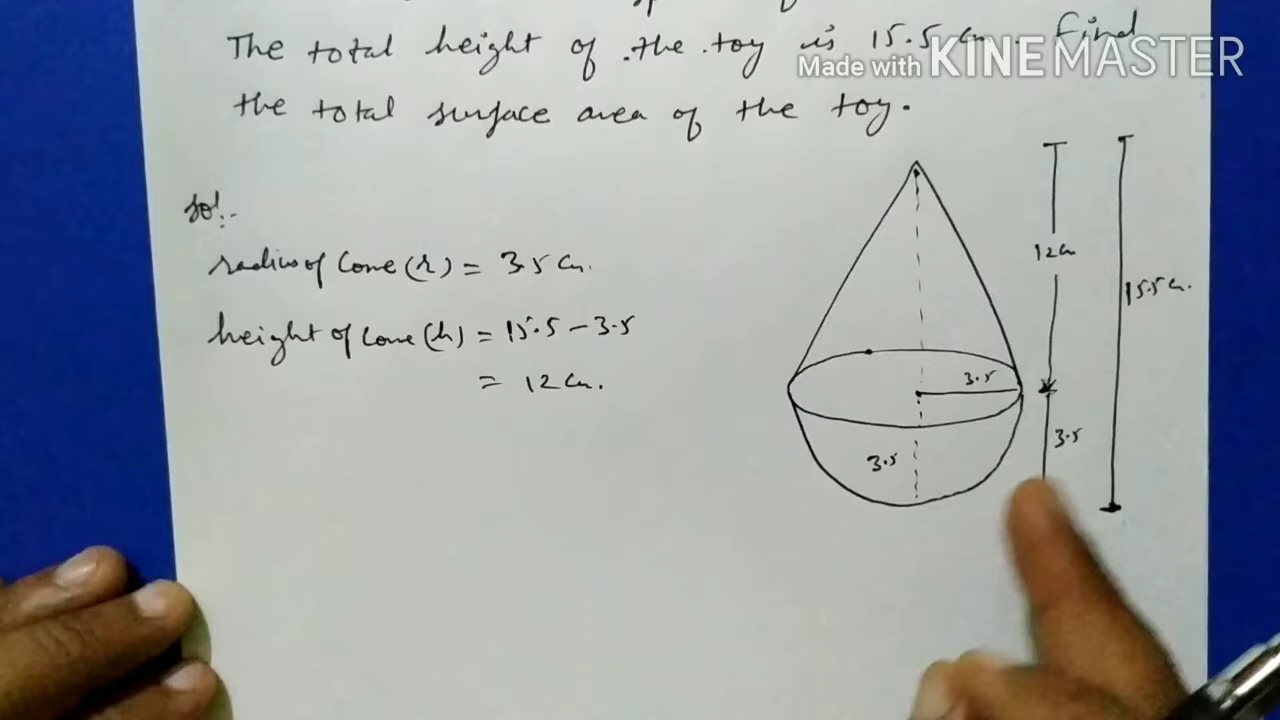 The total height of the toy is 15.5 cm. Find
Made with KINEMASTER
the total surface area of the toy.
Sol:-
radius of Cone (r) = 3.5 cm.
height of Cone (h) = 15.5 - 3.5
= 12 cm.
12 cm
15.5 cm.
3.5
3.5
3.5